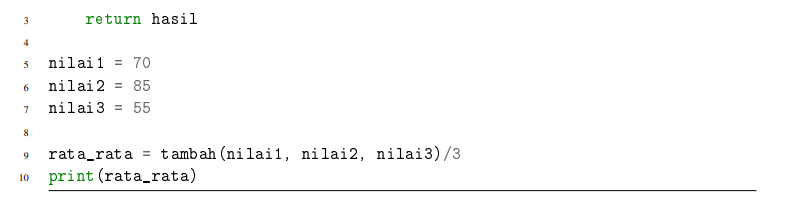 3 return hasil
4
5 nilai1 = 70
6 nilai2 = 85
7 nilai3 = 55
8
9 rata_rata = tambah(nilai1, nilai2, nilai3)/3
10 print(rata_rata)